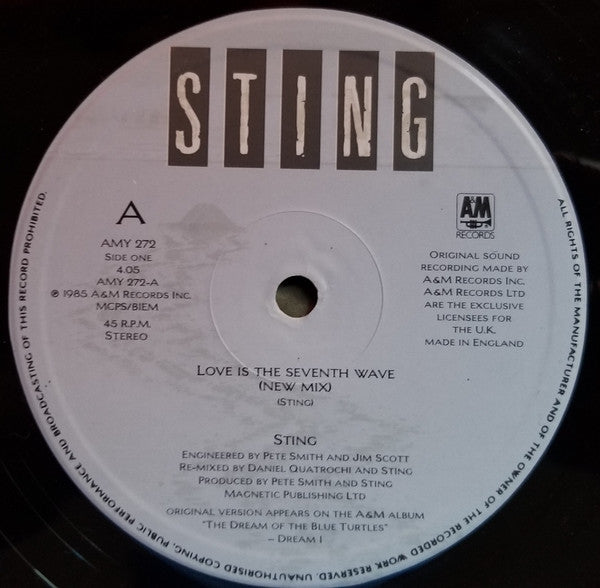 STING
A
AMY 272
SIDE ONE
4.05
AMY 272-A
℗ 1985 A&M RECORDS INC.
MCPS/BIEM
45 R.P.M.
STEREO
A&M
RECORDS
ORIGINAL SOUND
RECORDING MADE BY
A&M RECORDS INC.
A&M RECORDS LTD
ARE THE EXCLUSIVE
LICENSEES FOR
THE U.K.
MADE IN ENGLAND
LOVE IS THE SEVENTH WAVE
(NEW MIX)
(STING)
STING
ENGINEERED BY PETE SMITH AND JIM SCOTT
RE-MIXED BY DANIEL QUATROCHI AND STING
PRODUCED BY PETE SMITH AND STING
MAGNETIC PUBLISHING LTD
ORIGINAL VERSION APPEARS ON THE A&M ALBUM
"THE DREAM OF THE BLUE TURTLES"
– DREAM I
ALL RIGHTS OF THE MANUFACTURER AND OF THE OWNER OF THE RECORDED WORK RESERVED. UNAUTHORISED COPYING, PUBLIC PERFORMANCE AND BROADCASTING OF THIS RECORD PROHIBITED.